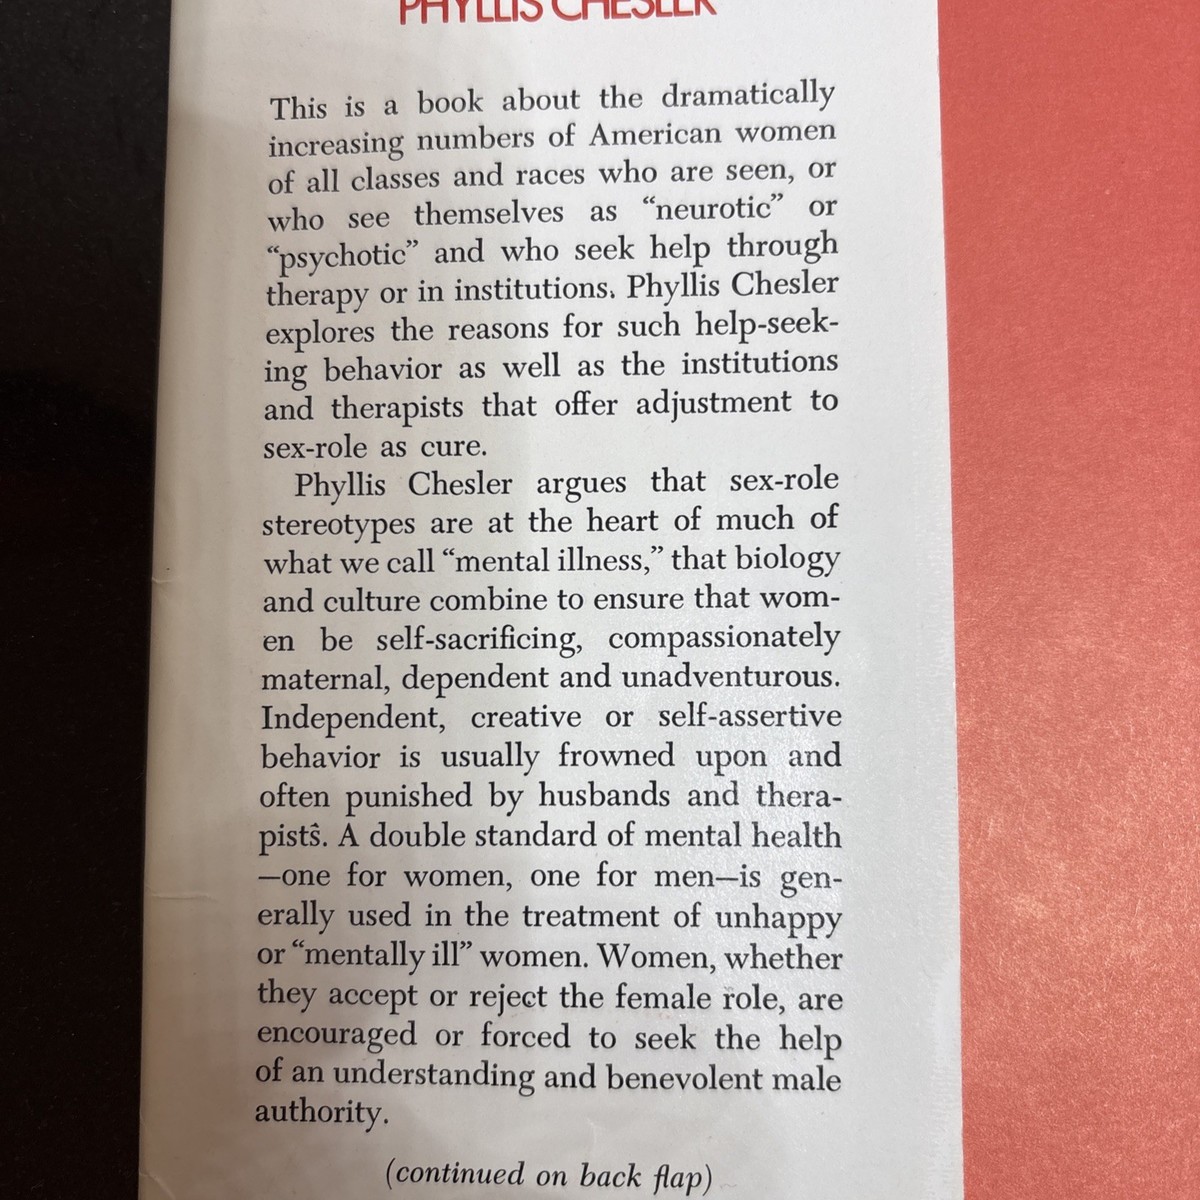 PHYLLIS CHESLER
This is a book about the dramatically
increasing numbers of American women
of all classes and races who are seen, or
who see themselves as “neurotic” or
“psychotic” and who seek help through
therapy or in institutions. Phyllis Chesler
explores the reasons for such help-seek-
ing behavior as well as the institutions
and therapists that offer adjustment to
sex-role as cure.
Phyllis Chesler argues that sex-role
stereotypes are at the heart of much of
what we call “mental illness,” that biology
and culture combine to ensure that wom-
en be self-sacrificing, compassionately
maternal, dependent and unadventurous.
Independent, creative or self-assertive
behavior is usually frowned upon and
often punished by husbands and thera-
pists. A double standard of mental health
—one for women, one for men—is gen-
erally used in the treatment of unhappy
or “mentally ill” women. Women, whether
they accept or reject the female role, are
encouraged or forced to seek the help
of an understanding and benevolent male
authority.
(continued on back flap)